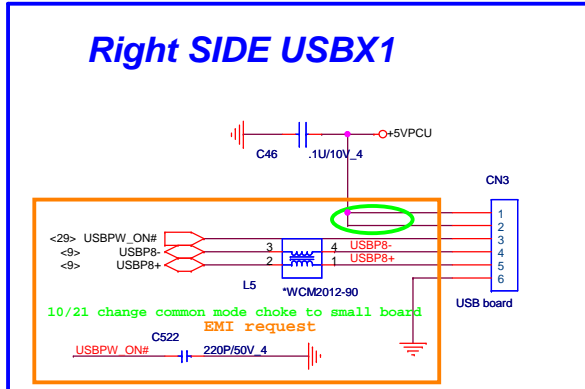 Right SIDE USBX1
+5VPCU
C46 .1U/10V_4
CN3
1
2
<29> USBPW_ON# 3
<9> USBP8- 3 4 USBP8- 4
<9> USBP8+ 2 1 USBP8+ 5
6
L5
*WCM2012-90
USB board
10/21 change common mode choke to small board
EMI request
C522
USBPW_ON# 220P/50V_4